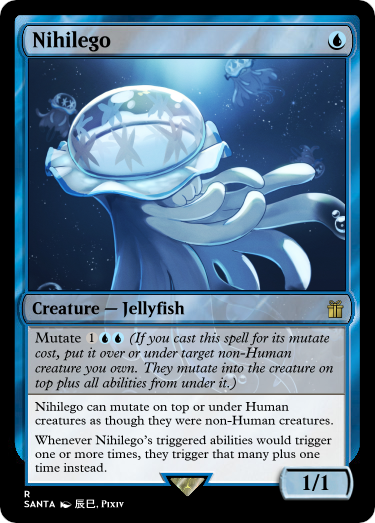 Nihilego
Creature — Jellyfish
Mutate 1 (If you cast this spell for its mutate
cost, put it over or under target non-Human
creature you own. They mutate into the creature on
top plus all abilities from under it.)
Nihilego can mutate on top or under Human
creatures as though they were non-Human creatures.
Whenever Nihilego's triggered abilities would trigger
one or more times, they trigger that many plus one
time instead.
1/1
R
SANTA 辰巳, Pixiv